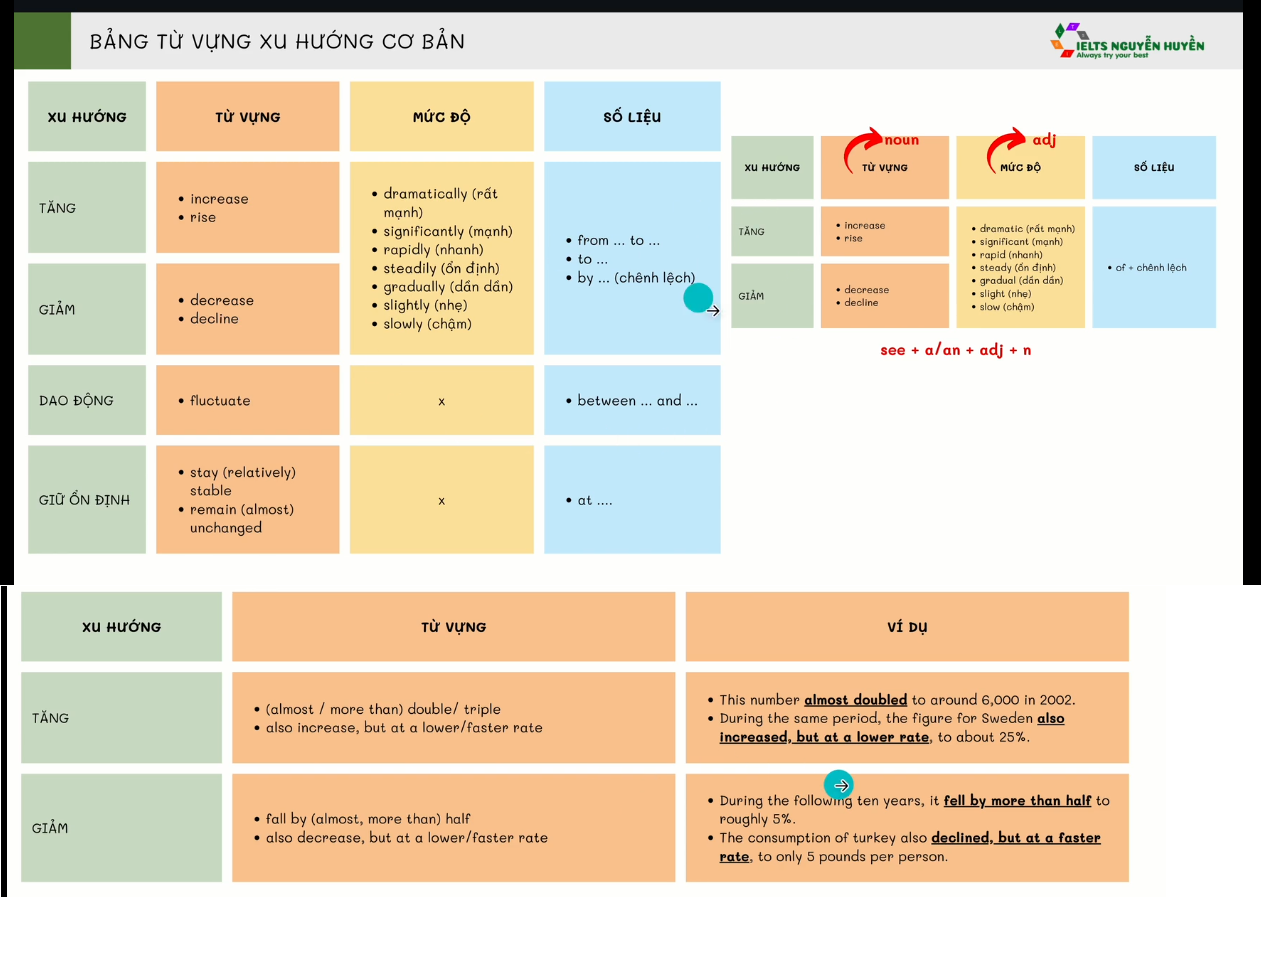 BẢNG TỪ VỰNG XU HƯỚNG CƠ BẢN
IELTS NGUYỄN HUYỀN
Always try your best
XU HƯỚNG
TỪ VỰNG
MỨC ĐỘ
SỐ LIỆU
TĂNG
• increase
• rise
• dramatically (rất
mạnh)
• significantly (mạnh)
• rapidly (nhanh)
• steadily (ổn định)
• gradually (dần dần)
• slightly (nhẹ)
• slowly (chậm)
• from ... to ...
• to ...
• by ... (chênh lệch)
GIẢM
• decrease
• decline
DAO ĐỘNG
• fluctuate
x
• between ... and ...
GIỮ ỔN ĐỊNH
• stay (relatively)
stable
• remain (almost)
unchanged
x
• at ....
noun
adj
XU HƯỚNG
TỪ VỰNG
MỨC ĐỘ
SỐ LIỆU
TĂNG
• increase
• rise
• dramatic (rất mạnh)
• significant (mạnh)
• rapid (nhanh)
• steady (ổn định)
• gradual (dần dần)
• slight (nhẹ)
• slow (chậm)
• of + chênh lệch
GIẢM
• decrease
• decline
see + a/an + adj + n
XU HƯỚNG
TỪ VỰNG
VÍ DỤ
TĂNG
• (almost / more than) double/ triple
• also increase, but at a lower/faster rate
• This number almost doubled to around 6,000 in 2002.
• During the same period, the figure for Sweden also
increased, but at a lower rate, to about 25%.
GIẢM
• fall by (almost, more than) half
• also decrease, but at a lower/faster rate
• During the following ten years, it fell by more than half to
roughly 5%.
• The consumption of turkey also declined, but at a faster
rate, to only 5 pounds per person.